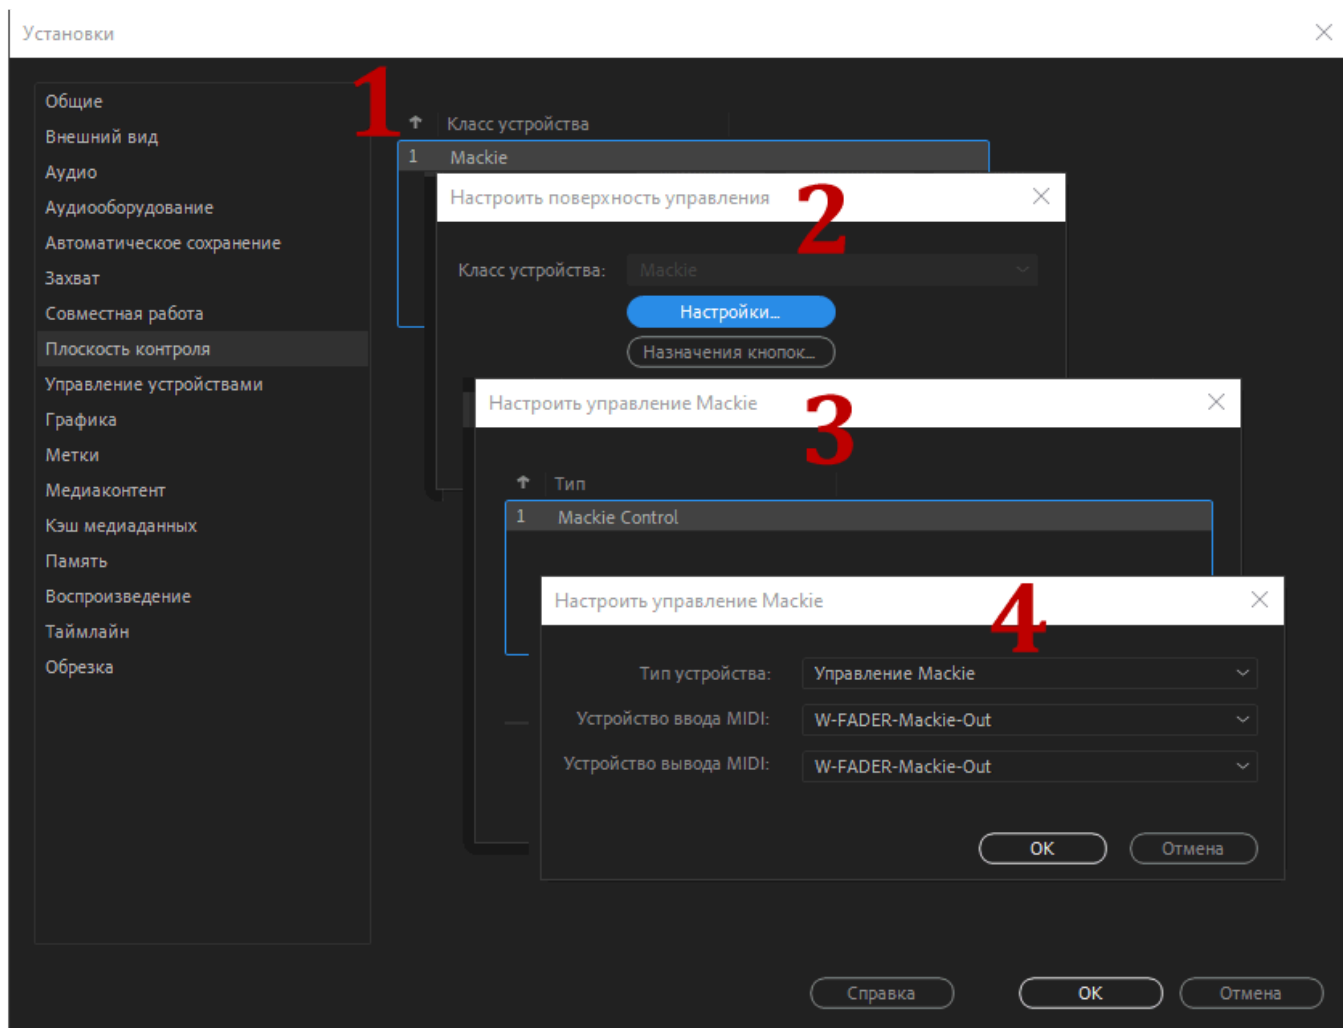 Установки
Общие
Внешний вид
Аудио
Аудиооборудование
Автоматическое сохранение
Захват
Совместная работа
Плоскость контроля
Управление устройствами
Графика
Метки
Медиаконтент
Кэш медиаданных
Память
Воспроизведение
Таймлайн
Обрезка
1
Класс устройства
1 Mackie
Настроить поверхность управления
2
Класс устройства: Mackie
Настройки...
Назначения кнопок...
Настроить управление Mackie
3
Тип
1 Mackie Control
Настроить управление Mackie
4
Тип устройства: Управление Mackie
Устройство ввода MIDI: W-FADER-Mackie-Out
Устройство вывода MIDI: W-FADER-Mackie-Out
ОК Отмена
Справка ОК Отмена